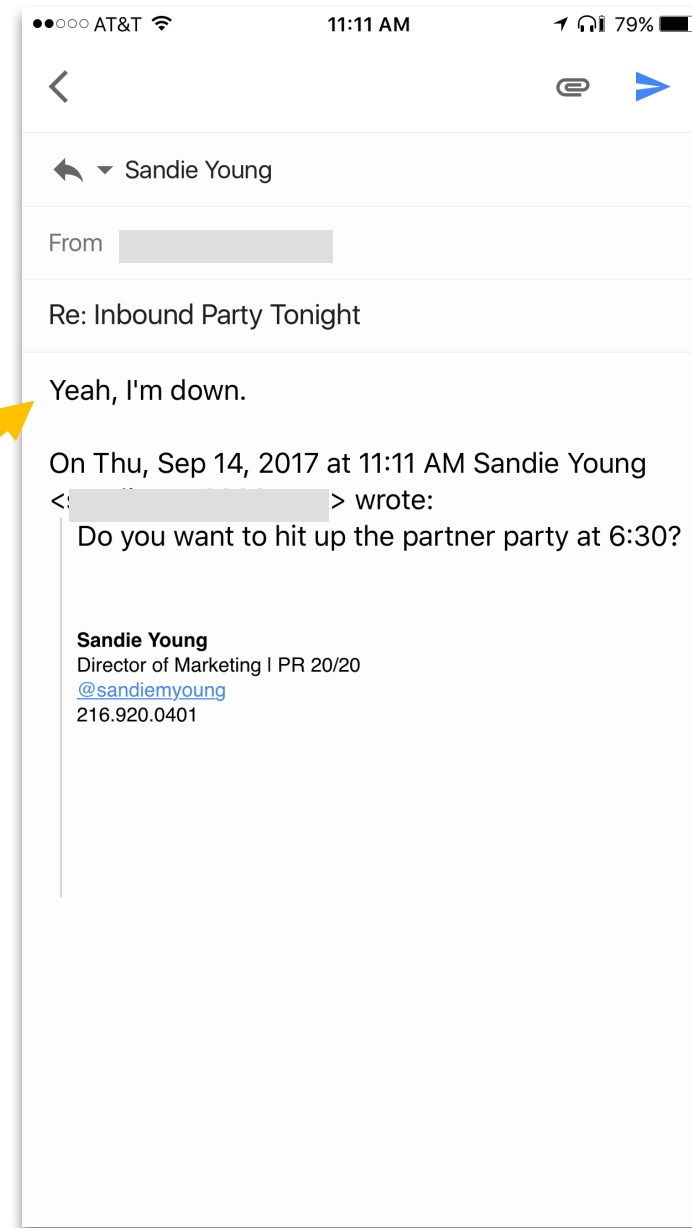 AT&T 11:11 AM 79%
Sandie Young
From
Re: Inbound Party Tonight
Yeah, I'm down.
On Thu, Sep 14, 2017 at 11:11 AM Sandie Young
< > wrote:
Do you want to hit up the partner party at 6:30?
Sandie Young
Director of Marketing | PR 20/20
@sandiemyoung
216.920.0401